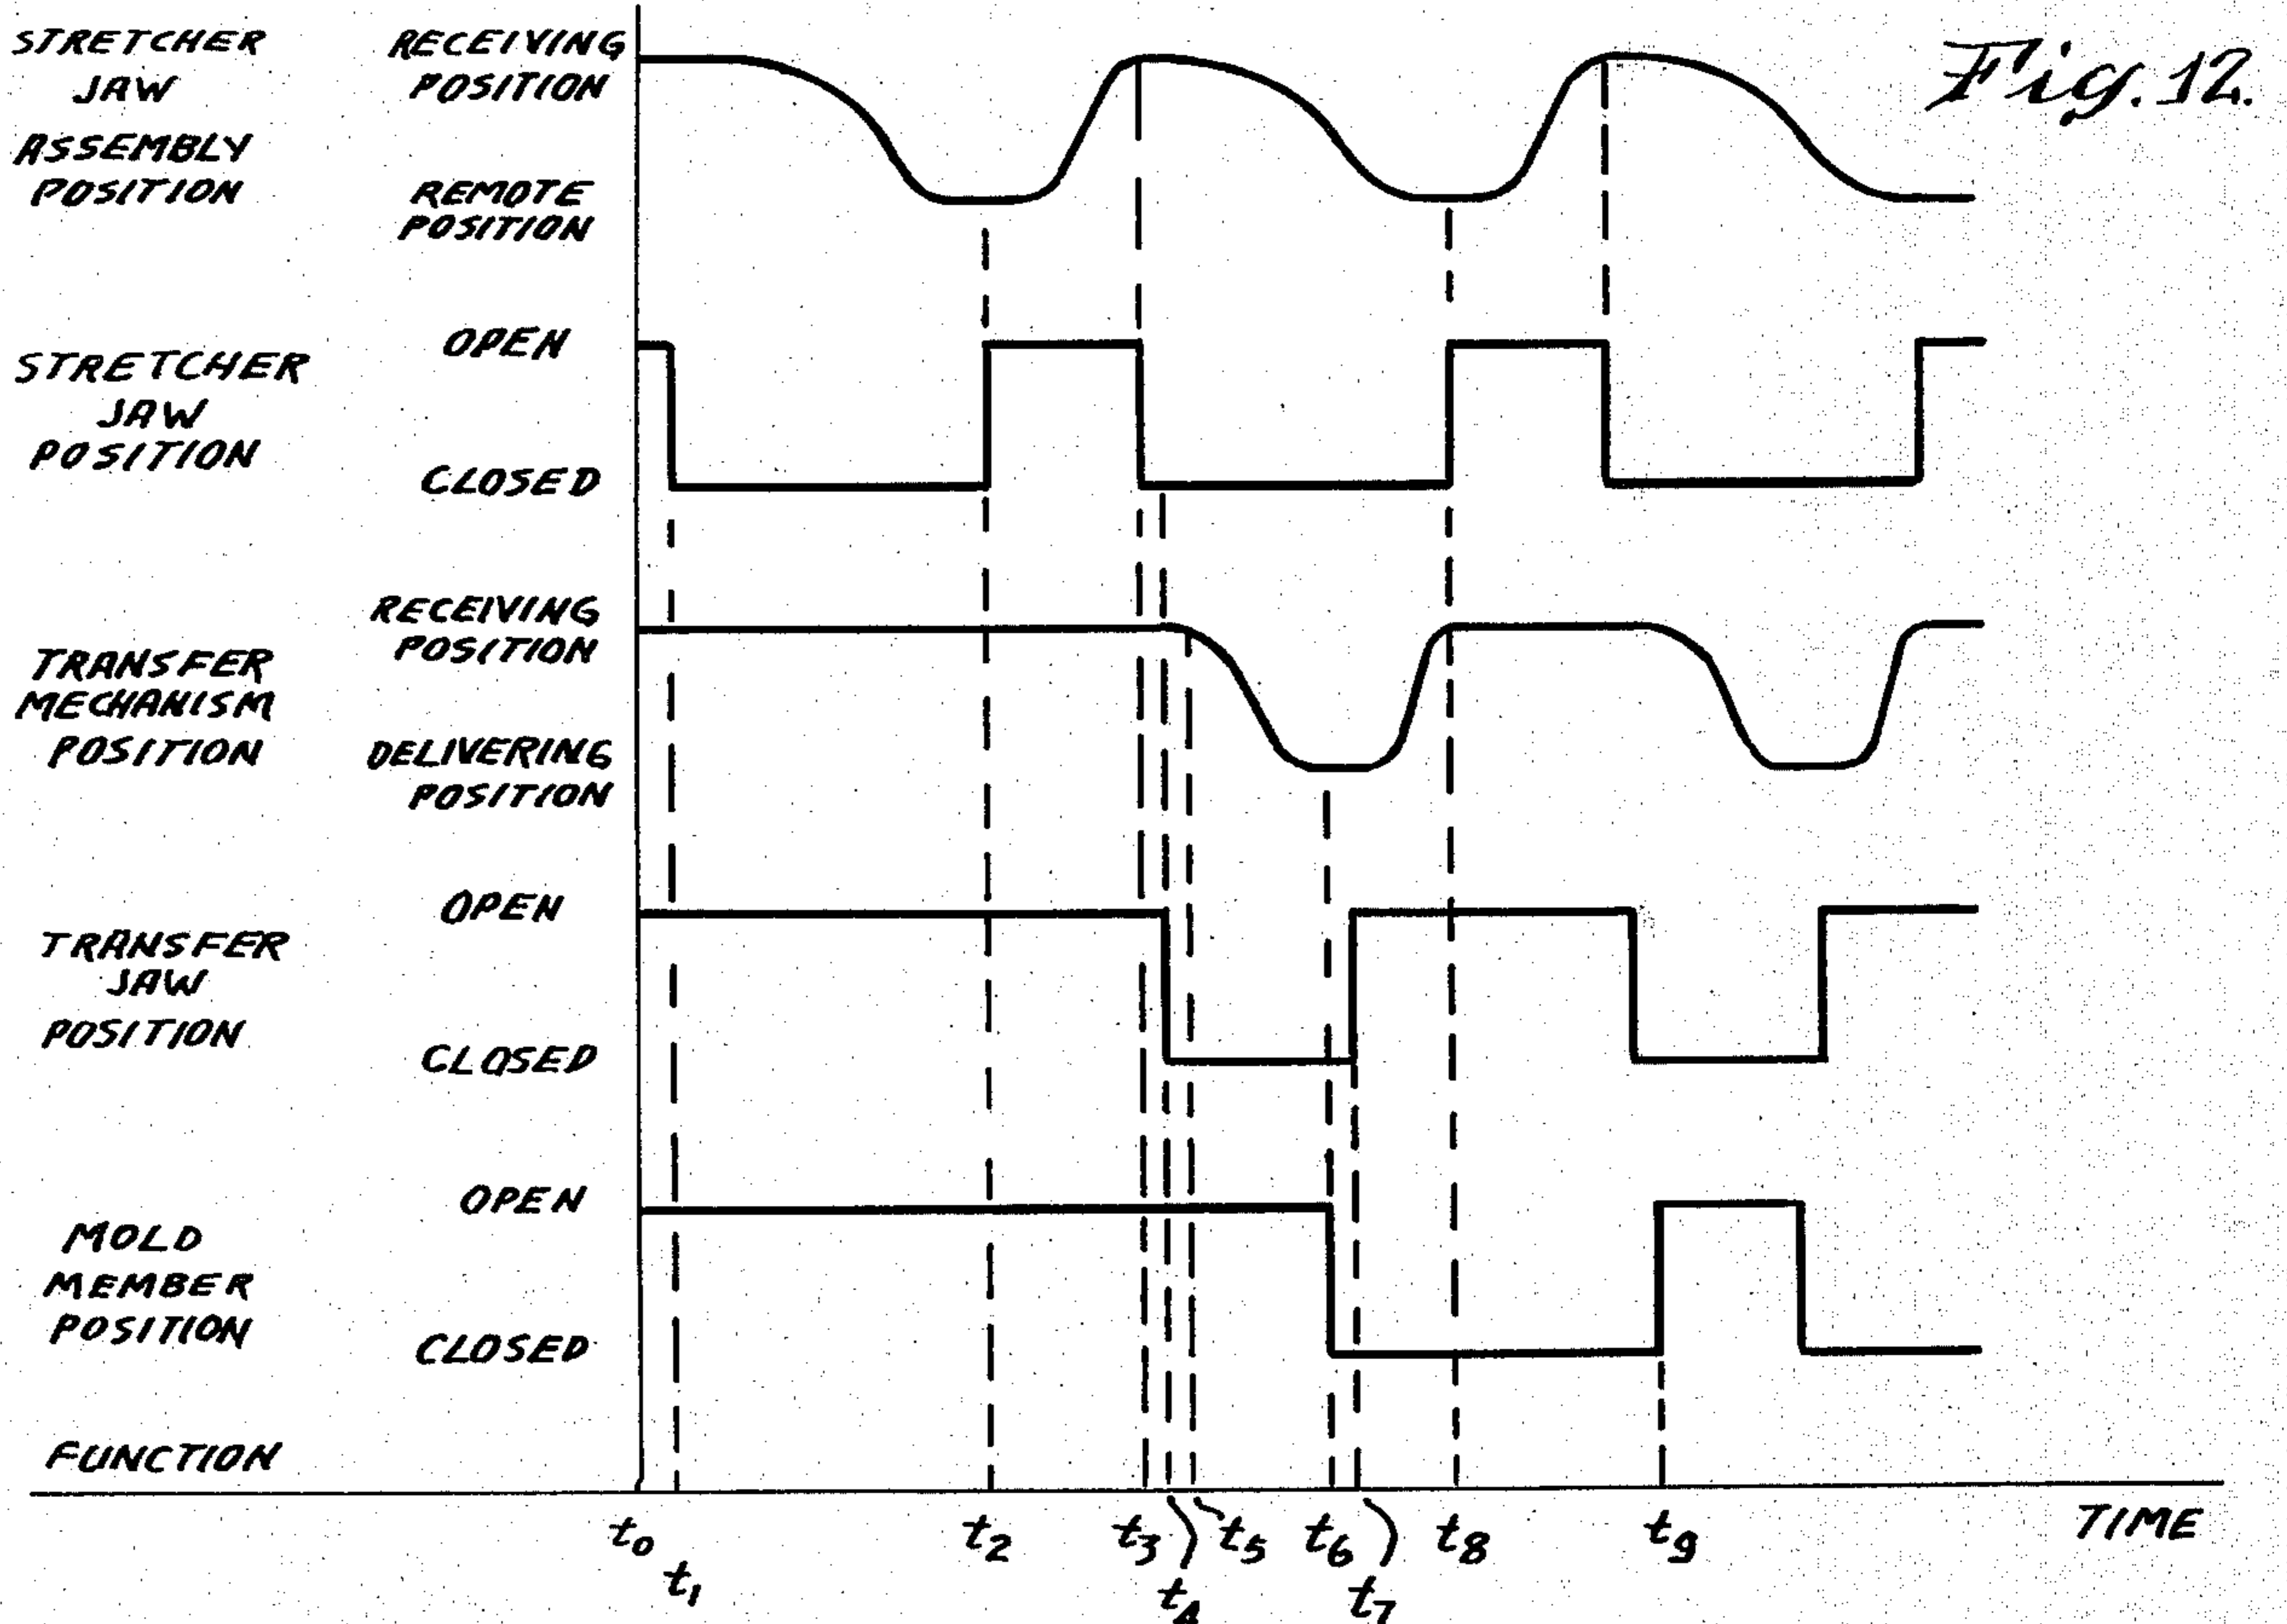 Fig. 12.
STRETCHER
JAW
ASSEMBLY
POSITION
RECEIVING
POSITION
REMOTE
POSITION
STRETCHER
JAW
POSITION
OPEN
CLOSED
TRANSFER
MECHANISM
POSITION
RECEIVING
POSITION
DELIVERING
POSITION
TRANSFER
JAW
POSITION
OPEN
CLOSED
MOLD
MEMBER
POSITION
OPEN
CLOSED
FUNCTION
TIME
t0
t1
t2
t3
t4
t5
t6
t7
t8
t9